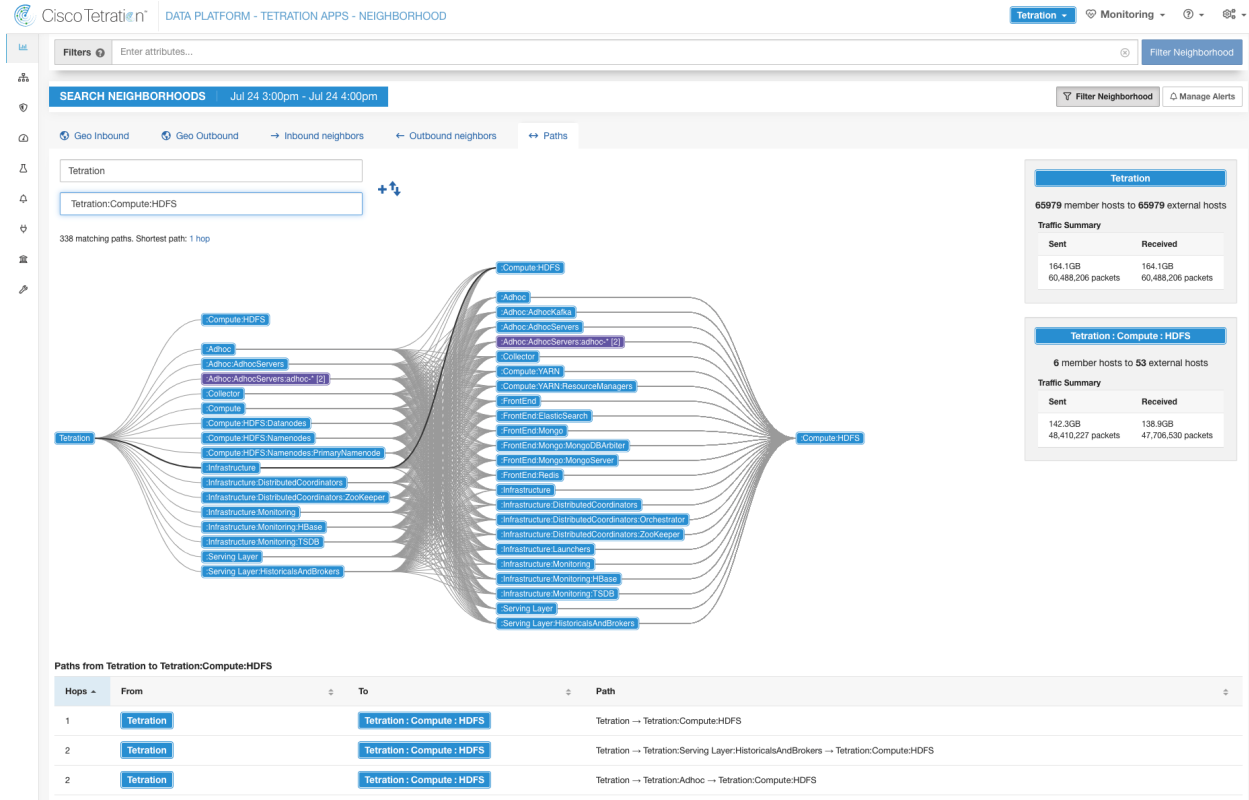 Cisco Tetration™ DATA PLATFORM - TETRATION APPS - NEIGHBORHOOD Tetration Monitoring
Filters Enter attributes... Filter Neighborhood
SEARCH NEIGHBORHOODS Jul 24 3:00pm - Jul 24 4:00pm Filter Neighborhood Manage Alerts
Geo Inbound Geo Outbound → Inbound neighbors ← Outbound neighbors ↔ Paths
Tetration
Tetration:Compute:HDFS
338 matching paths. Shortest path: 1 hop
Tetration
:Compute:HDFS
:Adhoc
:Adhoc:AdhocServers
:Adhoc:AdhocServers:adhoc-* [2]
:Collector
:Compute
:Compute:HDFS:Datanodes
:Compute:HDFS:Namenodes
:Compute:HDFS:Namenodes:PrimaryNamenode
:Infrastructure
:Infrastructure:DistributedCoordinators
:Infrastructure:DistributedCoordinators:ZooKeeper
:Infrastructure:Monitoring
:Infrastructure:Monitoring:HBase
:Infrastructure:Monitoring:TSDB
:Serving Layer
:Serving Layer:HistoricalsAndBrokers
:Compute:HDFS
:Adhoc
:Adhoc:AdhocKafka
:Adhoc:AdhocServers
:Adhoc:AdhocServers:adhoc-* [2]
:Collector
:Compute:YARN
:Compute:YARN:ResourceManagers
:FrontEnd
:FrontEnd:ElasticSearch
:FrontEnd:Mongo
:FrontEnd:Mongo:MongoDBArbiter
:FrontEnd:Mongo:MongoServer
:FrontEnd:Redis
:Infrastructure
:Infrastructure:DistributedCoordinators
:Infrastructure:DistributedCoordinators:Orchestrator
:Infrastructure:DistributedCoordinators:ZooKeeper
:Infrastructure:Launchers
:Infrastructure:Monitoring
:Infrastructure:Monitoring:HBase
:Infrastructure:Monitoring:TSDB
:Serving Layer
:Serving Layer:HistoricalsAndBrokers
:Compute:HDFS
Tetration
65979 member hosts to 65979 external hosts
Traffic Summary
Sent Received
164.1GB 164.1GB
60,488,206 packets 60,488,206 packets
Tetration : Compute : HDFS
6 member hosts to 53 external hosts
Traffic Summary
Sent Received
142.3GB 138.9GB
48,410,227 packets 47,706,530 packets
Paths from Tetration to Tetration:Compute:HDFS
Hops From To Path
1 Tetration Tetration : Compute : HDFS Tetration → Tetration:Compute:HDFS
2 Tetration Tetration : Compute : HDFS Tetration → Tetration:Serving Layer:HistoricalsAndBrokers → Tetration:Compute:HDFS
2 Tetration Tetration : Compute : HDFS Tetration → Tetration:Adhoc → Tetration:Compute:HDFS